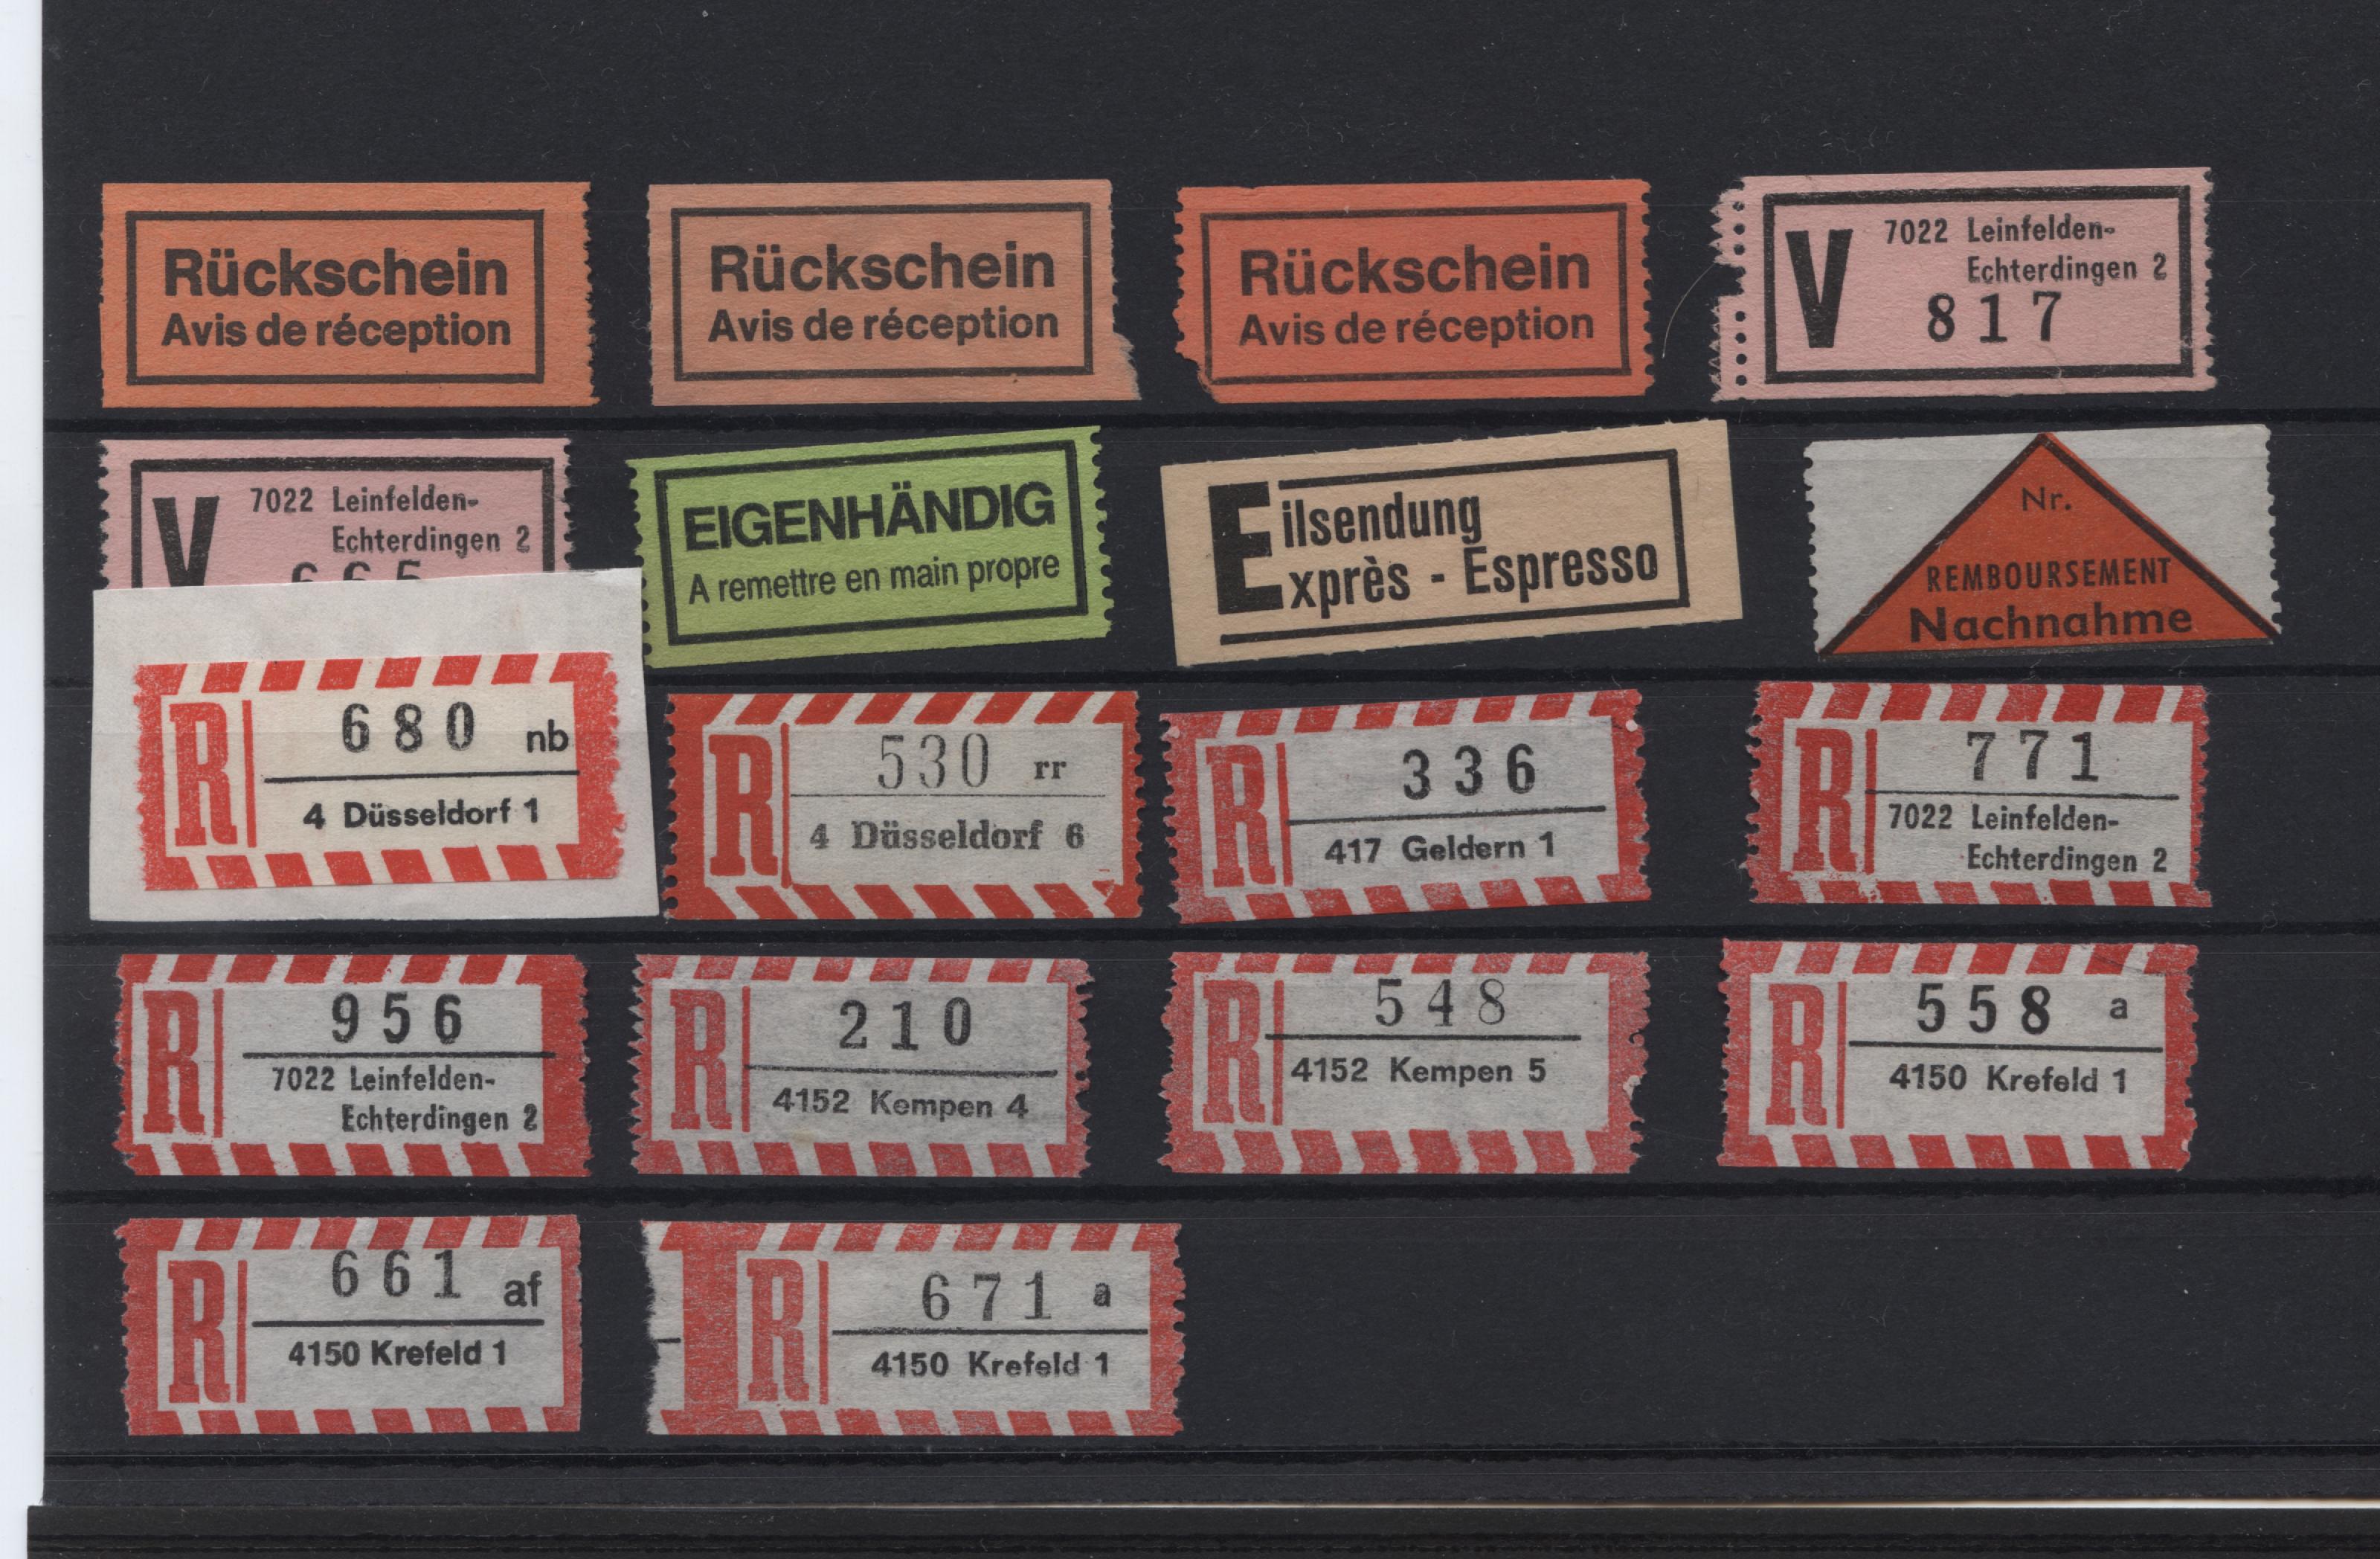 Rückschein
Avis de réception
Rückschein
Avis de réception
Rückschein
Avis de réception
V
7022 Leinfelden-
Echterdingen 2
817
V
7022 Leinfelden-
Echterdingen 2
665
EIGENHÄNDIG
A remettre en main propre
Eilsendung
Exprès - Espresso
Nr.
REMBOURSEMENT
Nachnahme
R
680 nb
4 Düsseldorf 1
R
530 rr
4 Düsseldorf 6
R
336
417 Geldern 1
R
771
7022 Leinfelden-
Echterdingen 2
R
956
7022 Leinfelden-
Echterdingen 2
R
210
4152 Kempen 4
R
548
4152 Kempen 5
R
558 a
4150 Krefeld 1
R
661 af
4150 Krefeld 1
R
671 a
4150 Krefeld 1